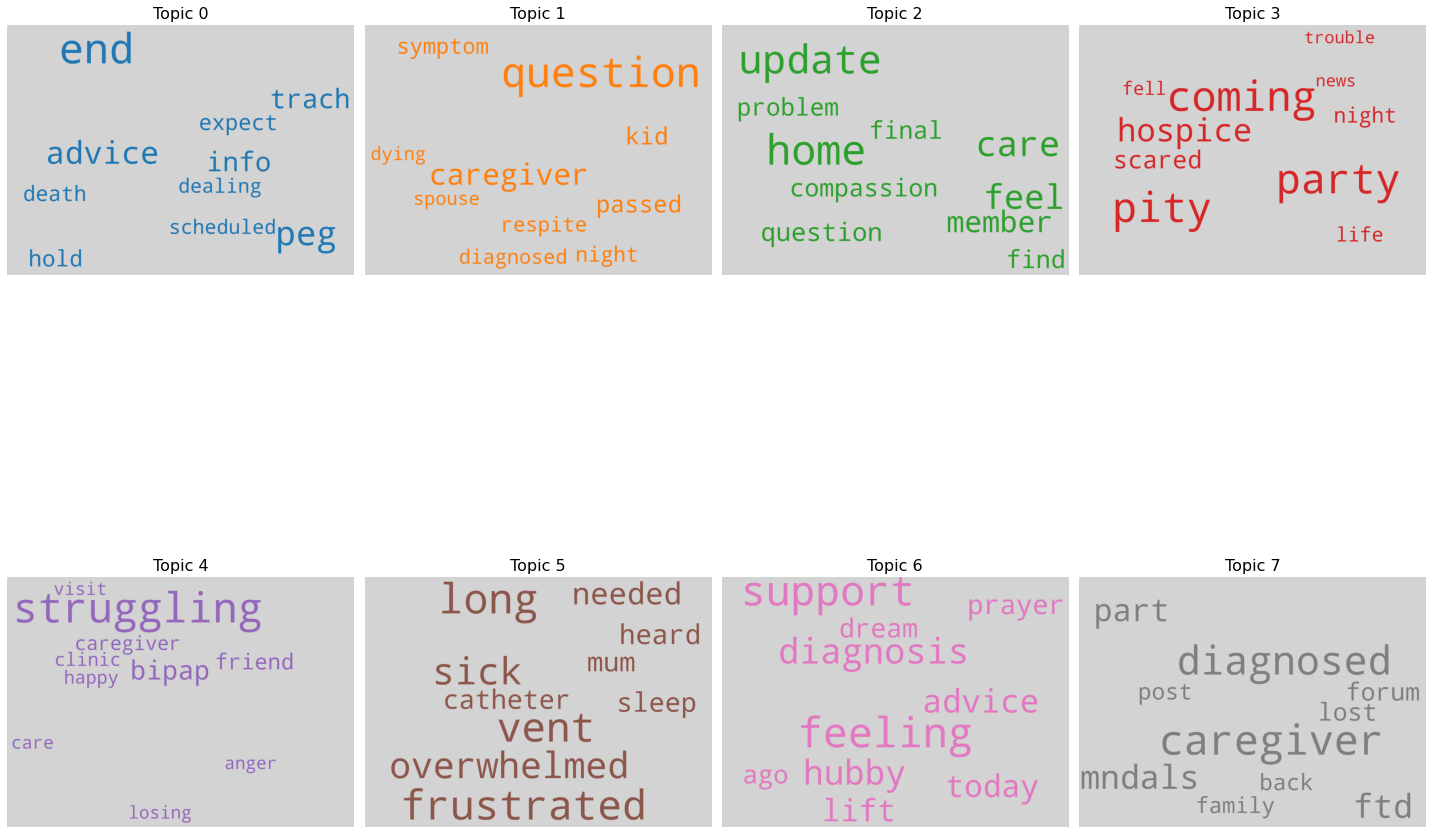 Topic 0
end
trach
expect
advice
info
dealing
death
scheduled
peg
hold
Topic 1
symptom
question
kid
dying
caregiver
spouse
passed
respite
diagnosed night
Topic 2
update
problem
final
home
care
compassion
feel
member
question
find
Topic 3
trouble
news
fell coming
night
hospice
scared
party
pity
life
Topic 4
visit
struggling
caregiver
clinic
bipap friend
happy
care
anger
losing
Topic 5
long needed
heard
mum
sick
catheter sleep
vent
overwhelmed
frustrated
Topic 6
support
prayer
dream
diagnosis
advice
feeling
ago hubby
today
lift
Topic 7
part
diagnosed
post
forum
lost
caregiver
mndals
back
family
ftd